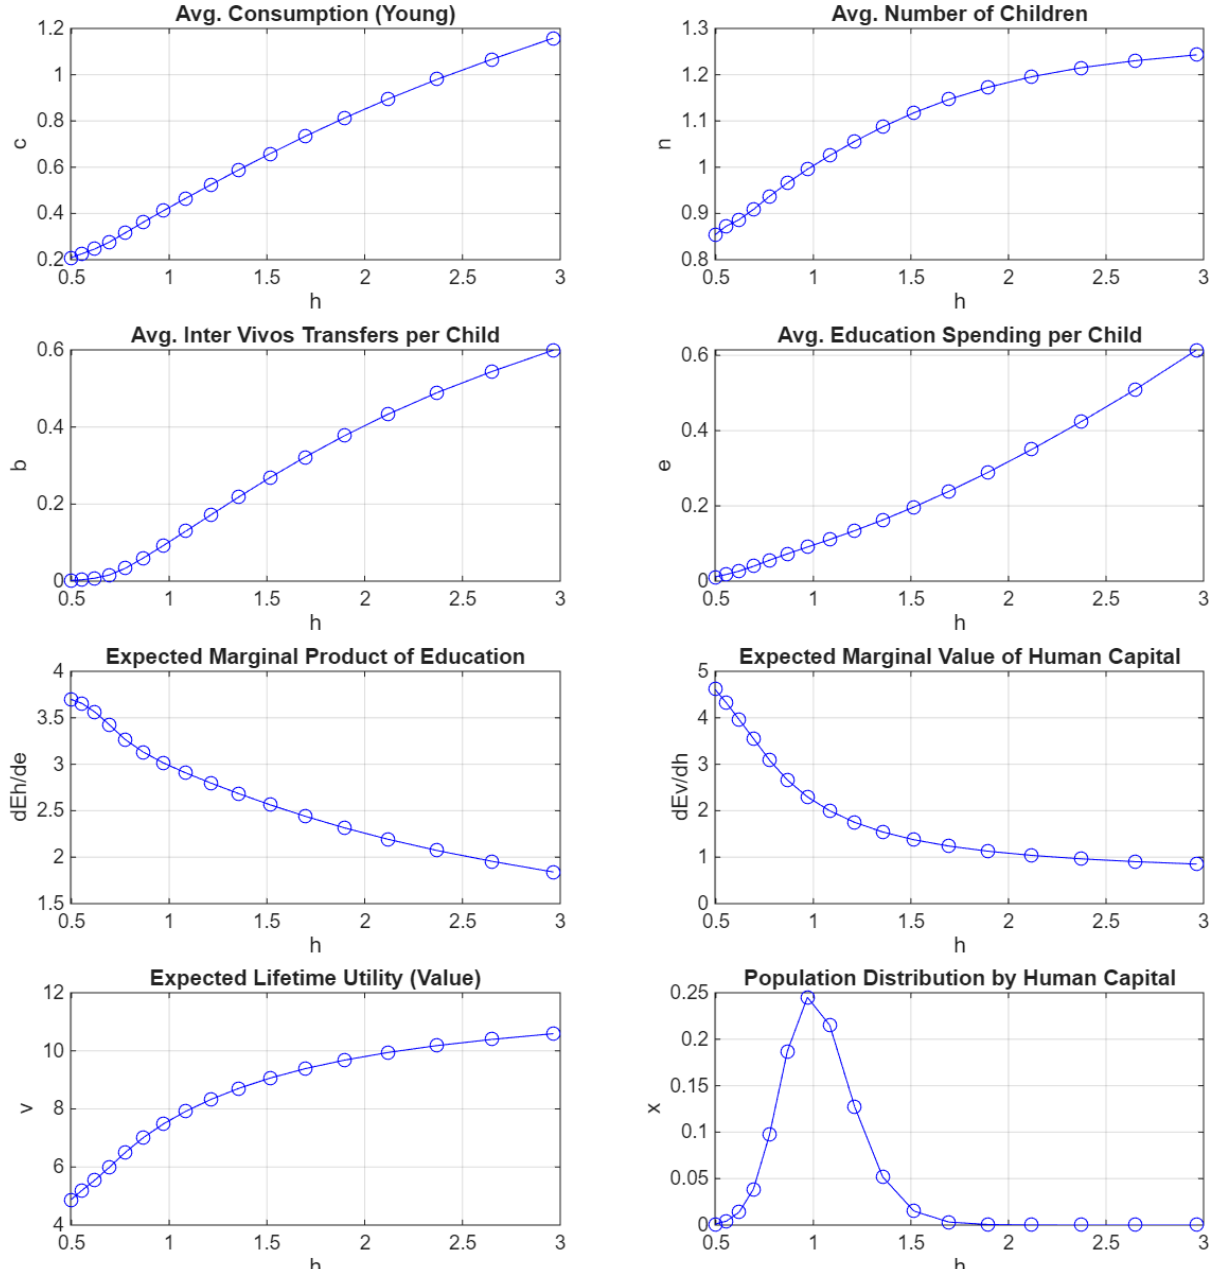 Avg. Consumption (Young)
1.2
1
0.8
0.6
0.4
0.2
c
0.5 1 1.5 2 2.5 3
h
Avg. Number of Children
1.3
1.2
1.1
1
0.9
0.8
n
0.5 1 1.5 2 2.5 3
h
Avg. Inter Vivos Transfers per Child
0.6
0.4
0.2
0
b
0.5 1 1.5 2 2.5 3
h
Avg. Education Spending per Child
0.6
0.4
0.2
0
e
0.5 1 1.5 2 2.5 3
h
Expected Marginal Product of Education
4
3.5
3
2.5
2
1.5
dEh/de
0.5 1 1.5 2 2.5 3
h
Expected Marginal Value of Human Capital
5
4
3
2
1
0
dEv/dh
0.5 1 1.5 2 2.5 3
h
Expected Lifetime Utility (Value)
12
10
8
6
4
v
0.5 1 1.5 2 2.5 3
h
Population Distribution by Human Capital
0.25
0.2
0.15
0.1
0.05
0
x
0.5 1 1.5 2 2.5 3
h